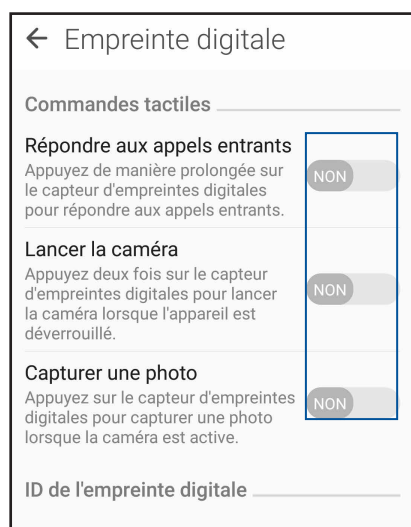 Empreinte digitale
Commandes tactiles
Répondre aux appels entrants
Appuyez de manière prolongée sur
le capteur d'empreintes digitales
pour répondre aux appels entrants.
NON
Lancer la caméra
Appuyez deux fois sur le capteur
d'empreintes digitales pour lancer
la caméra lorsque l'appareil est
déverrouillé.
NON
Capturer une photo
Appuyez sur le capteur d'empreintes
digitales pour capturer une photo
lorsque la caméra est active.
NON
ID de l'empreinte digitale